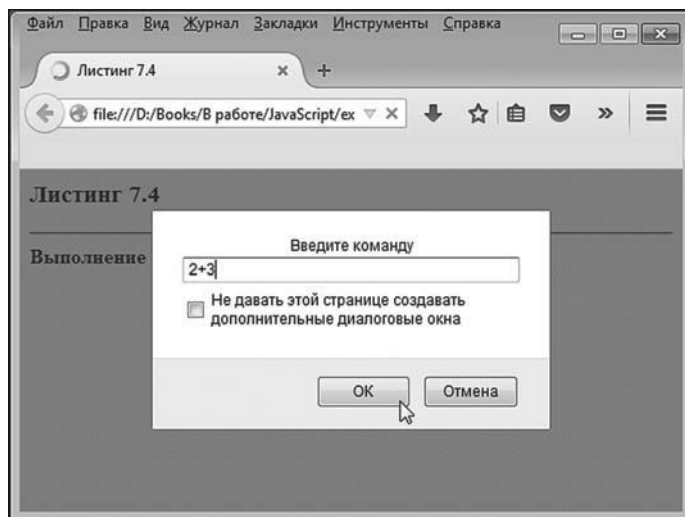 Файл Правка Вид Журнал Закладки Инструменты Справка
Листинг 7.4
file:///D:/Books/В работе/JavaScript/ex
Листинг 7.4
Выполнение
Введите команду
2+3
Не давать этой странице создавать
дополнительные диалоговые окна
ОК Отмена